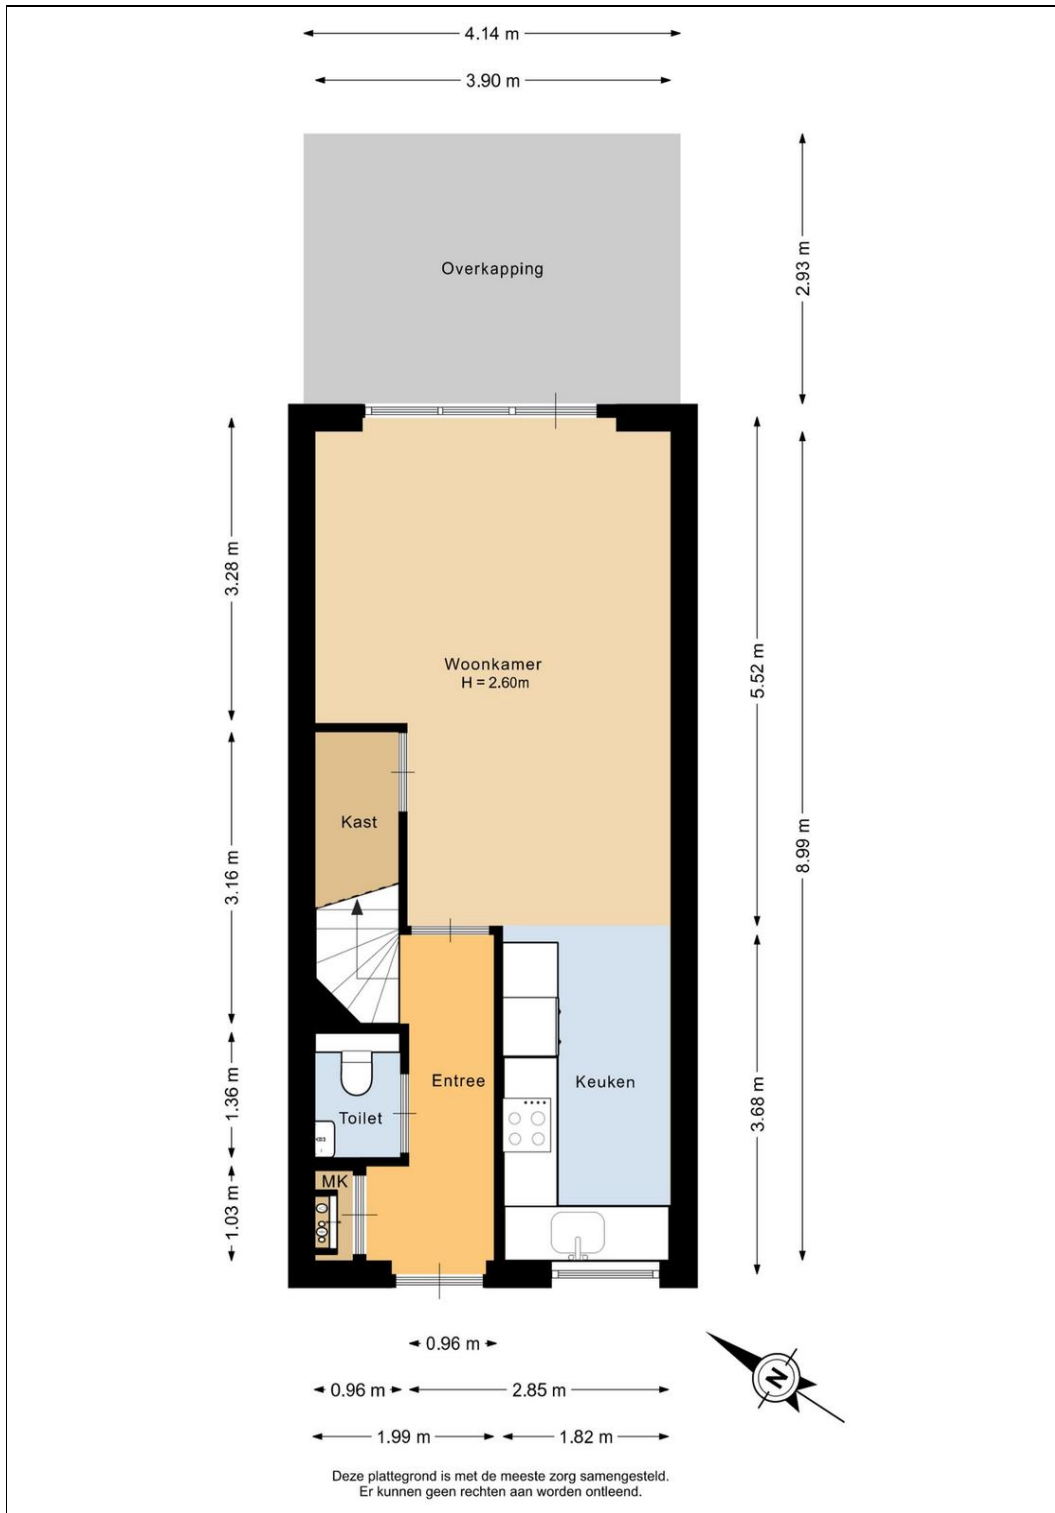 4.14 m
3.90 m
Overkapping
2.93 m
3.28 m
Woonkamer
H = 2.60m
5.52 m
Kast
8.99 m
3.16 m
Entree
Keuken
1.36 m
Toilet
3.68 m
MK
1.03 m
0.96 m
0.96 m
2.85 m
N
1.99 m
1.82 m
Deze plattegrond is met de meeste zorg samengesteld.
Er kunnen geen rechten aan worden ontleend.